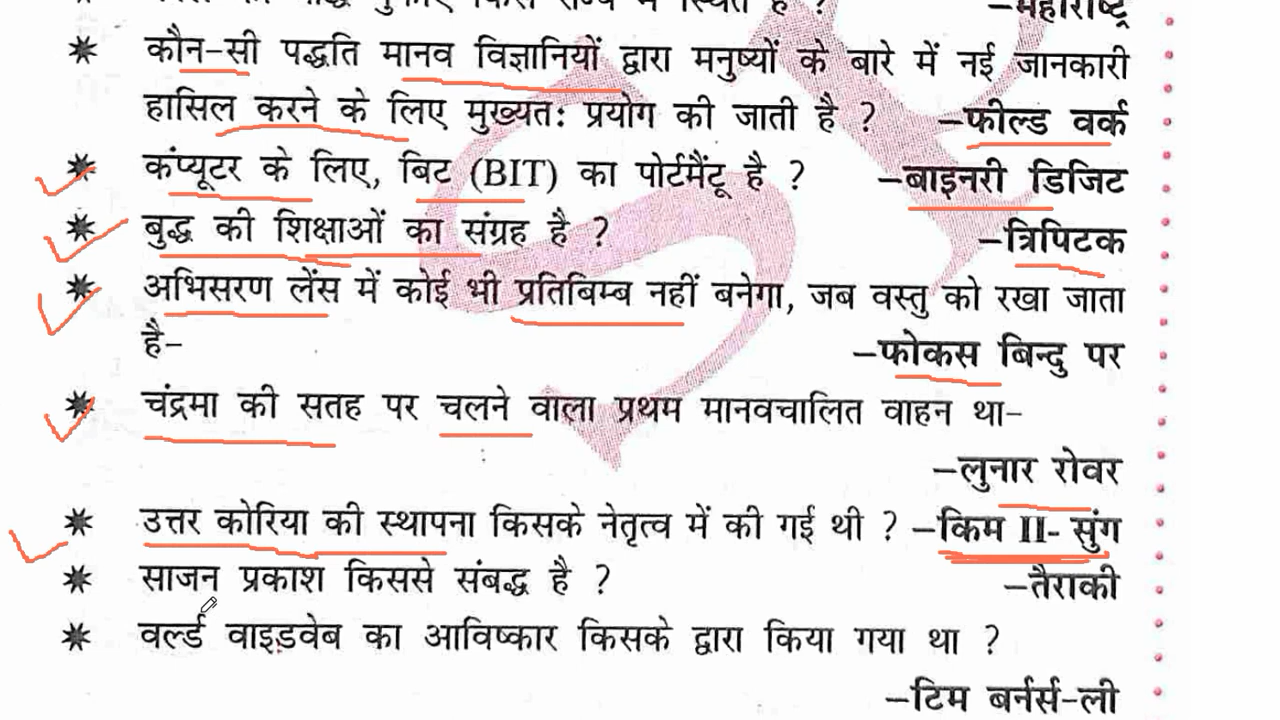 स्थित है ? –महाराष्ट्र
✷ कौन-सी पद्धति मानव विज्ञानियों द्वारा मनुष्यों के बारे में नई जानकारी
हासिल करने के लिए मुख्यत: प्रयोग की जाती है ? –फील्ड वर्क
✷ कंप्यूटर के लिए, बिट (BIT) का पोर्टमैंटू है ? –बाइनरी डिजिट
✷ बुद्ध की शिक्षाओं का संग्रह है ? –त्रिपिटक
✷ अभिसरण लेंस में कोई भी प्रतिबिम्ब नहीं बनेगा, जब वस्तु को रखा जाता
है– –फोकस बिन्दु पर
✷ चंद्रमा की सतह पर चलने वाला प्रथम मानवचालित वाहन था–
–लुनार रोवर
✷ उत्तर कोरिया की स्थापना किसके नेतृत्व में की गई थी ? –किम II- सुंग
✷ साजन प्रकाश किससे संबद्ध है ? –तैराकी
✷ वर्ल्ड वाइडवेब का आविष्कार किसके द्वारा किया गया था ?
–टिम बर्नर्स-ली